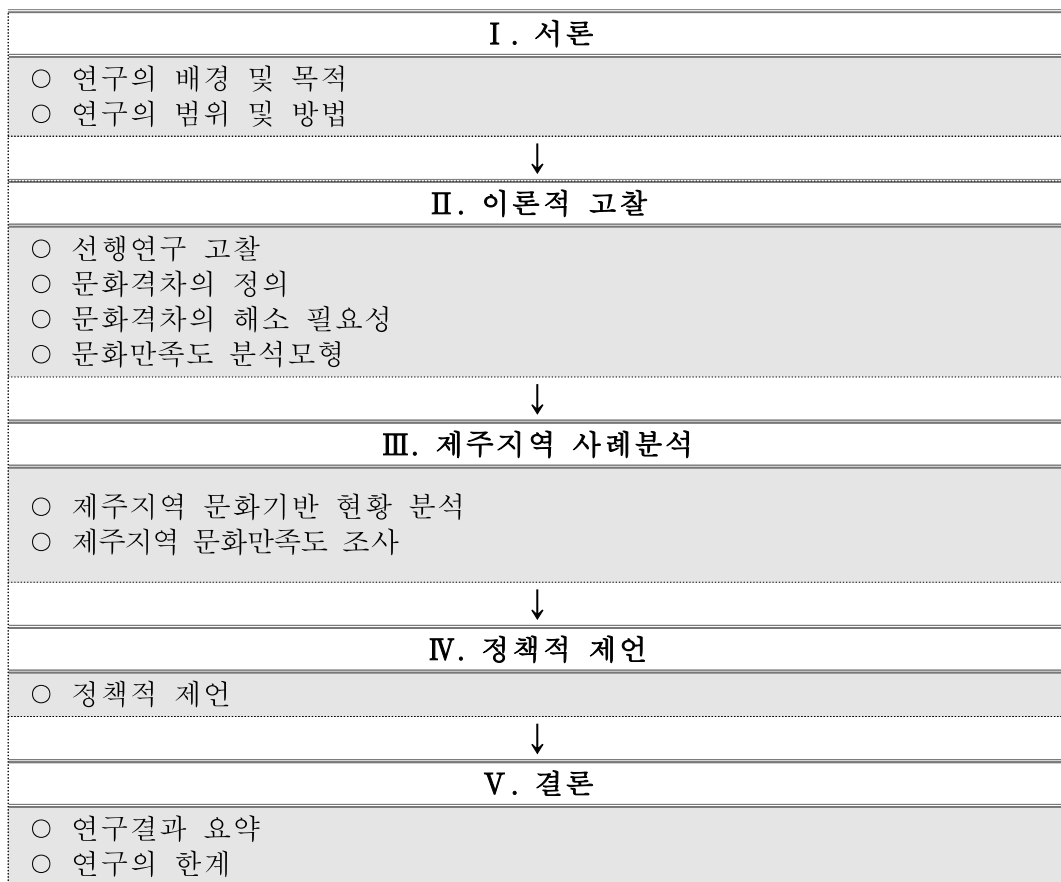 Ⅰ. 서론
○ 연구의 배경 및 목적
○ 연구의 범위 및 방법
↓
Ⅱ. 이론적 고찰
○ 선행연구 고찰
○ 문화격차의 정의
○ 문화격차의 해소 필요성
○ 문화만족도 분석모형
↓
Ⅲ. 제주지역 사례분석
○ 제주지역 문화기반 현황 분석
○ 제주지역 문화만족도 조사
↓
Ⅳ. 정책적 제언
○ 정책적 제언
↓
Ⅴ. 결론
○ 연구결과 요약
○ 연구의 한계